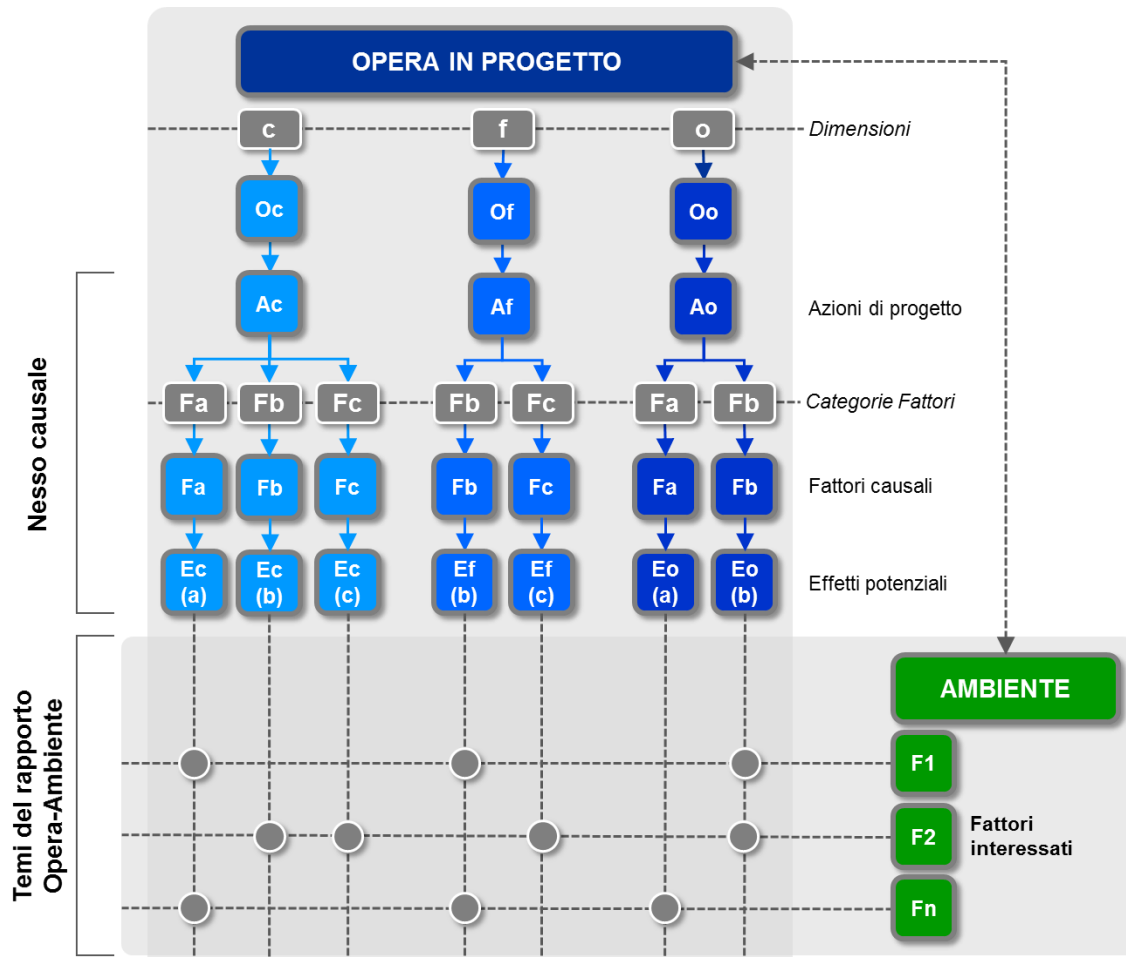 OPERA IN PROGETTO
c f o Dimensioni
Oc Of Oo
Ac Af Ao Azioni di progetto
Fa Fb Fc Fb Fc Fa Fb Categorie Fattori
Fa Fb Fc Fb Fc Fa Fb Fattori causali
Ec Ec Ec Ef Ef Eo Eo
(a) (b) (c) (b) (c) (a) (b) Effetti potenziali
Nesso causale
Temi del rapporto
Opera-Ambiente
AMBIENTE
F1
F2 Fattori
interessati
Fn